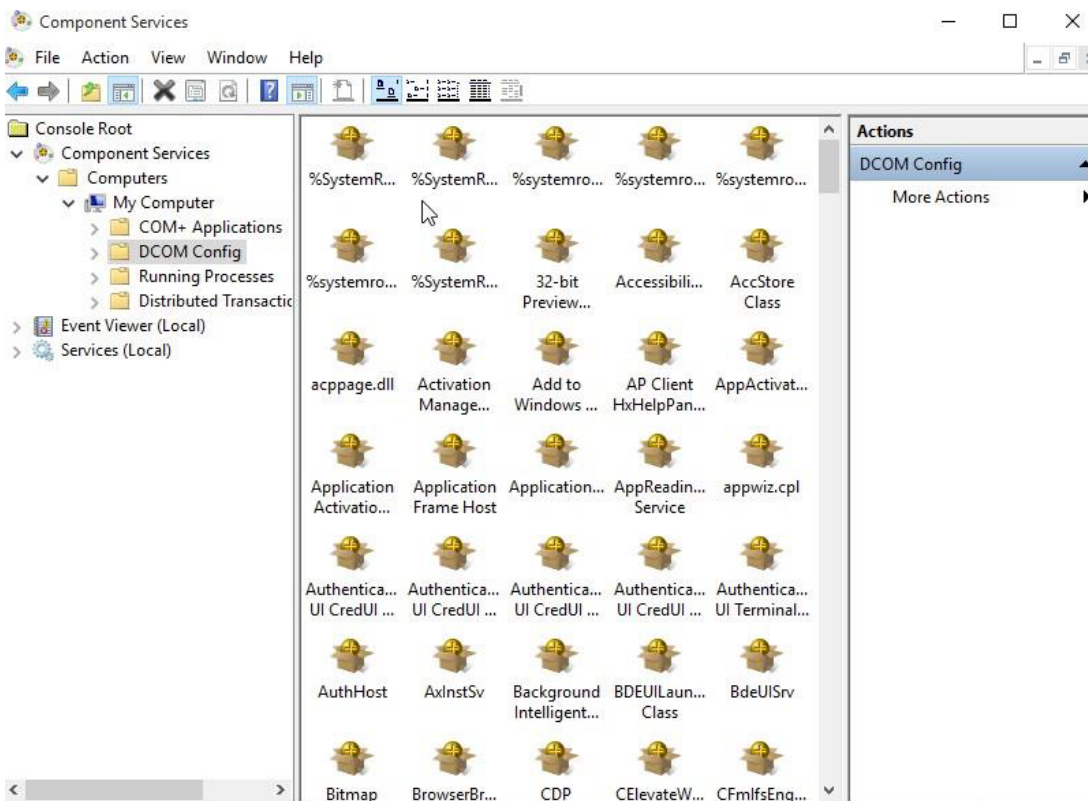 Component Services
File Action View Window Help
Console Root
Component Services
Computers
My Computer
COM+ Applications
DCOM Config
Running Processes
Distributed Transactic
Event Viewer (Local)
Services (Local)
%SystemR... %SystemR... %systemro... %systemro... %systemro...
%systemro... %SystemR... 32-bit Accessibili... AccStore
Preview... Class
acppage.dll Activation Add to AP Client AppActivat...
Manage... Windows ... HxHelpPan...
Application Application Application... AppReadin... appwiz.cpl
Activatio... Frame Host Service
Authentica... Authentica... Authentica... Authentica... Authentica...
UI CredUI ... UI CredUI ... UI CredUI ... UI CredUI ... UI Terminal...
AuthHost AxInstSv Background BDEUILaun... BdeUISrv
Intelligent... Class
Bitmap BrowserBr... CDP CElevateW... CFmIfsEng...
Actions
DCOM Config
More Actions